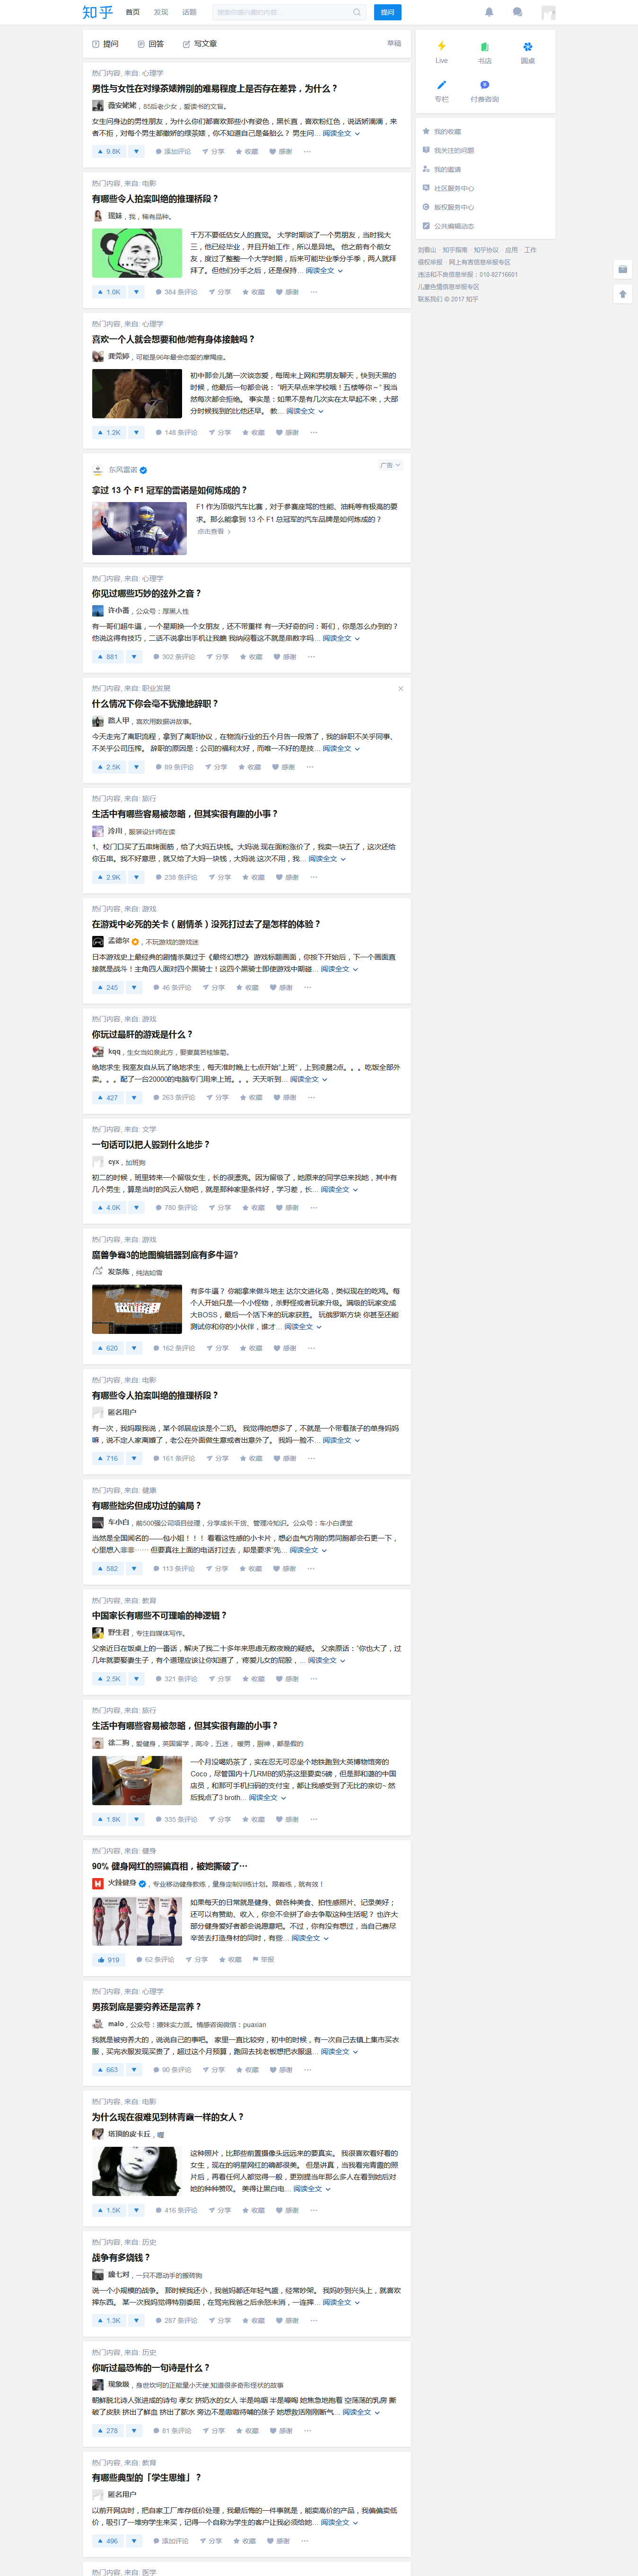 知乎 首页 发现 话题 搜索你感兴趣的内容... 提问
提问 回答 写文章 草稿
热门内容, 来自: 心理学
男性与女性在对绿茶婊辨别的难易程度上是否存在差异，为什么？
薇安姥姥，85后老少女，爱读书的文盲。
女生问身边的男性朋友，为什么你们都喜欢那些小有姿色，黑长直，喜欢粉红色，说话娇滴滴，来
者不拒，对每个男生都撒娇的绿茶婊，你不知道自己是备胎么？ 男生问… 阅读全文
9.8K 添加评论 分享 收藏 感谢
热门内容, 来自: 电影
有哪些令人拍案叫绝的推理桥段？
瑶妹，我，稀有品种。
千万不要低估女人的直觉。 大学时期谈了一个男朋友，当时我大
三，他已经毕业，并且开始工作，所以是异地。 他之前有个前女
友，度过了整整一个大学时期，后来可能毕业季分手季，两人就拜
拜了。但他们分手之后，还是保持… 阅读全文
1.0K 384 条评论 分享 收藏 感谢
热门内容, 来自: 心理学
喜欢一个人就会想要和他/她有身体接触吗？
龚莞婷，可能是96年最会恋爱的摩羯座。
初中那会儿第一次谈恋爱，每周末上网和男朋友聊天，快到天黑的
时候，他最后一句都会说： “明天早点来学校哦！五楼等你～” 我当
然每次都会拒绝。 事实是：如果不是有几次实在太早起不来，大部
分时候我到的比他还早。 教… 阅读全文
1.2K 148 条评论 分享 收藏 感谢
东风雷诺 广告
拿过 13 个 F1 冠军的雷诺是如何炼成的？
F1 作为顶级汽车比赛，对于参赛座驾的性能、油耗等有极高的要
求。那么能拿到 13 个 F1 总冠军的汽车品牌是如何炼成的？
点击查看
热门内容, 来自: 心理学
你见过哪些巧妙的弦外之音？
许小善，公众号：厚黑人性
有一哥们超牛逼，一个星期换一个女朋友，还不带重样 有一天好奇的问：哥们，你是怎么办到的？
他说这得有技巧，二话不说拿出手机让我瞧 我纳闷着这不就是串数字吗… 阅读全文
881 302 条评论 分享 收藏 感谢
热门内容, 来自: 职业发展
什么情况下你会毫不犹豫地辞职？
路人甲，喜欢用数据讲故事。
今天走完了离职流程，拿到了离职协议，在物流行业的五个月告一段落了，我的辞职不关乎同事、
不关乎公司压榨。 辞职的原因是：公司的福利太好，而唯一不好的是技… 阅读全文
2.5K 89 条评论 分享 收藏 感谢
热门内容, 来自: 旅行
生活中有哪些容易被忽略，但其实很有趣的小事？
泠川，服装设计师在读
1、校门口买了五串烤面筋，给了大妈五块钱。大妈说 现在面粉涨价了，我卖一块五了，这次还给
你五串。我不好意思，就又给了大妈一块钱，大妈说 这次不用，我… 阅读全文
2.9K 238 条评论 分享 收藏 感谢
热门内容, 来自: 游戏
在游戏中必死的关卡（剧情杀）没死打过去了是怎样的体验？
孟德尔，不玩游戏的游戏迷
日本游戏史上最经典的剧情杀莫过于《最终幻想2》 游戏标题画面，你按下开始后，下一个画面直
接就是战斗！主角四人面对四个黑骑士！这四个黑骑士即使游戏中期碰… 阅读全文
245 46 条评论 分享 收藏 感谢
热门内容, 来自: 游戏
你玩过最肝的游戏是什么？
kqq，生女当如奈此方，娶妻莫若桂雏菊。
绝地求生 我室友自从玩了绝地求生，每天准时晚上七点开始“上班”，上到凌晨2点。。。吃饭全部外
卖。。。配了一台20000的电脑专门用来上班。。。天天听到… 阅读全文
427 263 条评论 分享 收藏 感谢
热门内容, 来自: 文学
一句话可以把人毁到什么地步？
cyx，加班狗
初二的时候，班里转来一个留级女生，长的很漂亮。因为留级了，她原来的同学总来找她，其中有
几个男生，算是当时的风云人物吧，就是那种家里条件好，学习差，长… 阅读全文
4.0K 780 条评论 分享 收藏 感谢
热门内容, 来自: 游戏
魔兽争霸3的地图编辑器到底有多牛逼?
发条陈，纯洁如雪
有多牛逼？ 你能拿来做斗地主 达尔文进化岛，类似现在的吃鸡。每
个人开始只是一个小怪物，杀野怪或者玩家升级。满级的玩家变成
大BOSS，最后一个活下来的玩家获胜。 玩俄罗斯方块 你甚至还能
测试你和你的小伙伴，谁才… 阅读全文
620 162 条评论 分享 收藏 感谢
热门内容, 来自: 电影
有哪些令人拍案叫绝的推理桥段？
匿名用户
有一次，我妈跟我说，某个邻居应该是个二奶。 我觉得她想多了，不就是一个带着孩子的单身妈妈
嘛，说不定人家离婚了，老公在外面做生意或者出意外了。 我妈一脸不… 阅读全文
716 161 条评论 分享 收藏 感谢
热门内容, 来自: 健康
有哪些拙劣但成功过的骗局？
车小白，前500强公司项目经理，分享成长干货、管理冷知识。公众号：车小白课堂
当然是全国闻名的——包小姐！！！ 看看这性感的小卡片，想必血气方刚的男同胞都会石更一下，
心里想入非非…… 但要真往上面的电话打过去，却是要求“先… 阅读全文
582 113 条评论 分享 收藏 感谢
热门内容, 来自: 教育
中国家长有哪些不可理喻的神逻辑？
野生君，专注自媒体写作。
父亲近日在饭桌上的一番话，解决了我二十多年来思虑无数夜晚的疑惑。 父亲原话：“你也大了，过
几年就要娶妻生子，有个道理应该让你知道了，‘疼爱儿女的屁股，… 阅读全文
2.5K 321 条评论 分享 收藏 感谢
热门内容, 来自: 旅行
生活中有哪些容易被忽略，但其实很有趣的小事？
徐二狗，爱健身，英国留学，高冷，五迷， 暖男，厨神，都是假的
一个月没喝奶茶了，实在忍无可忍坐个地铁跑到大英博物馆旁的
Coco，尽管国内十几RMB的奶茶这里要卖5磅，但是那和蔼的中国
店员，和那可手机扫码的支付宝，都让我感受到了无比的亲切~ 然
后我点了3 broth… 阅读全文
1.8K 335 条评论 分享 收藏 感谢
热门内容, 来自: 健身
90% 健身网红的照骗真相，被她撕破了…
火辣健身，专业移动健身教练，量身定制训练计划。跟着练，就有效！
如果每天的日常就是健身、做各种美食、拍性感照片、记录美好；
还可以有赞助、收入，你会不会拼了命去争取这种生活呢？ 也许大
部分健身爱好者都会说愿意吧。不过，你有没有想过，当自己费尽
辛苦去打造身材的同时，有些… 阅读全文
919 62 条评论 分享 收藏 举报
热门内容, 来自: 心理学
男孩到底是要穷养还是富养？
malo，公众号：撩妹实力派。情感咨询微信：puaxian
我就是被穷养大的，说说自己的事吧。 家里一直比较穷，初中的时候，有一次自己去镇上集市买衣
服，买完衣服发现买贵了，超过这个月预算，跑回去找老板想把衣服退… 阅读全文
663 90 条评论 分享 收藏 感谢
热门内容, 来自: 电影
为什么现在很难见到林青霞一样的女人？
塔顶的皮卡丘，喔
这种照片，比那些前置摄像头远远来的要真实。 我很喜欢看好看的
女生，现在的明星网红的确都很美。 但是讲真，当我看完青霞的照
片后，再看任何人都觉得一般，更别提当年那么多人在看到她后对
她的种种赞叹。 美得让黑白电… 阅读全文
1.5K 416 条评论 分享 收藏 感谢
热门内容, 来自: 历史
战争有多烧钱？
魏七对，一只不愿动手的搬砖狗
说一个小规模的战争。 那时候我还小，我爸妈都还年轻气盛，经常吵架。 我妈吵到兴头上，就喜欢
摔东西。 某一次我妈觉得特别委屈，在骂完我爸之后余怒未消，一连摔… 阅读全文
1.3K 287 条评论 分享 收藏 感谢
热门内容, 来自: 历史
你听过最恐怖的一句诗是什么？
现象级，身世坎坷的正能量小天使,知道很多奇形怪状的故事
朝鲜脱北诗人张进成的诗句 孝女 挤奶水的女人 半是呜咽 半是嚎啕 她焦急地抱着 空荡荡的乳房 撕
破了皮肤 挤出了鲜血 挤出了脓水 旁边不是嗷嗷待哺的孩子 她想救活刚刚断气… 阅读全文
278 81 条评论 分享 收藏 感谢
热门内容, 来自: 教育
有哪些典型的「学生思维」？
匿名用户
以前开网店时，把自家工厂库存低价处理，我最后悔的一件事就是，能卖高价的产品，我偏偏卖低
价，吸引了一堆穷学生来买，记得一个自称为学生的客户让我必须给她… 阅读全文
496 添加评论 分享 收藏 感谢
热门内容, 来自: 医学
Live 书店 圆桌
专栏 付费咨询
我的收藏
我关注的问题
我的邀请
社区服务中心
版权服务中心
公共编辑动态
刘看山 · 知乎指南 · 知乎协议 · 应用 · 工作
侵权举报 · 网上有害信息举报专区
违法和不良信息举报：010-82716601
儿童色情信息举报专区
联系我们 © 2017 知乎